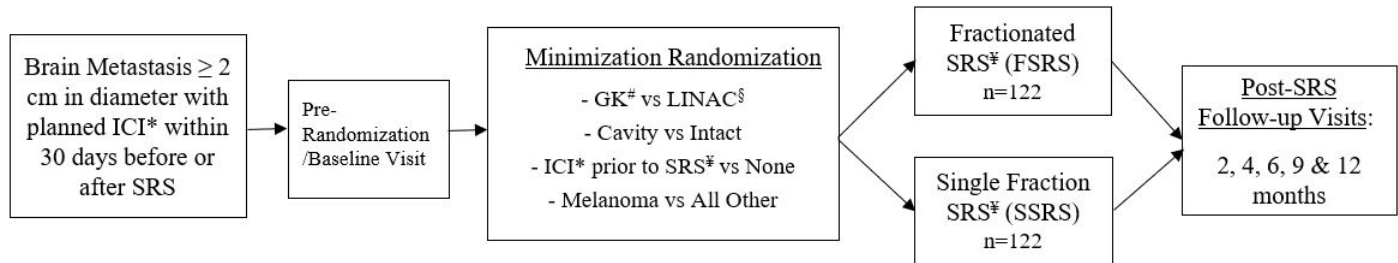 Brain Metastasis ≥ 2
cm in diameter with
planned ICI* within
30 days before or
after SRS
Pre-
Randomization
/Baseline Visit
Minimization Randomization
- GK# vs LINAC§
- Cavity vs Intact
- ICI* prior to SRS¥ vs None
- Melanoma vs All Other
Fractionated
SRS¥ (FSRS)
n=122
Single Fraction
SRS¥ (SSRS)
n=122
Post-SRS
Follow-up Visits:
2, 4, 6, 9 & 12
months